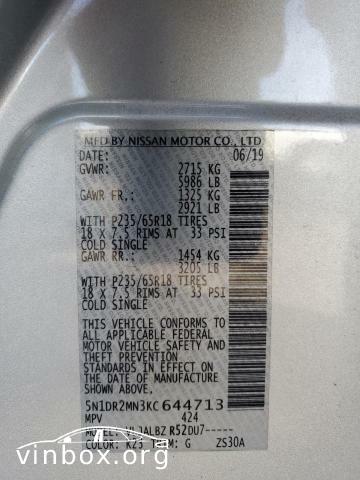 MFD BY NISSAN MOTOR CO., LTD
DATE: 06/19
GVWR: 2715 KG
5986 LB
GAWR FR.: 1325 KG
2921 LB
WITH P235/65R18 TIRES
18 X 7.5 RIMS AT 33 PSI
COLD SINGLE
GAWR RR.: 1454 KG
3205 LB
WITH P235/65R18 TIRES
18 X 7.5 RIMS AT 33 PSI
COLD SINGLE
THIS VEHICLE CONFORMS TO
ALL APPLICABLE FEDERAL
MOTOR VEHICLE SAFETY AND
THEFT PREVENTION
STANDARDS IN EFFECT ON
THE DATE OF MANUFACTURE
SHOWN ABOVE.
5N1DR2MN3KC644713
MPV 424
MODEL: R52DU7-----
COLOR: K23 TRIM: G ZS30A
vinbox.org
vinbox.org